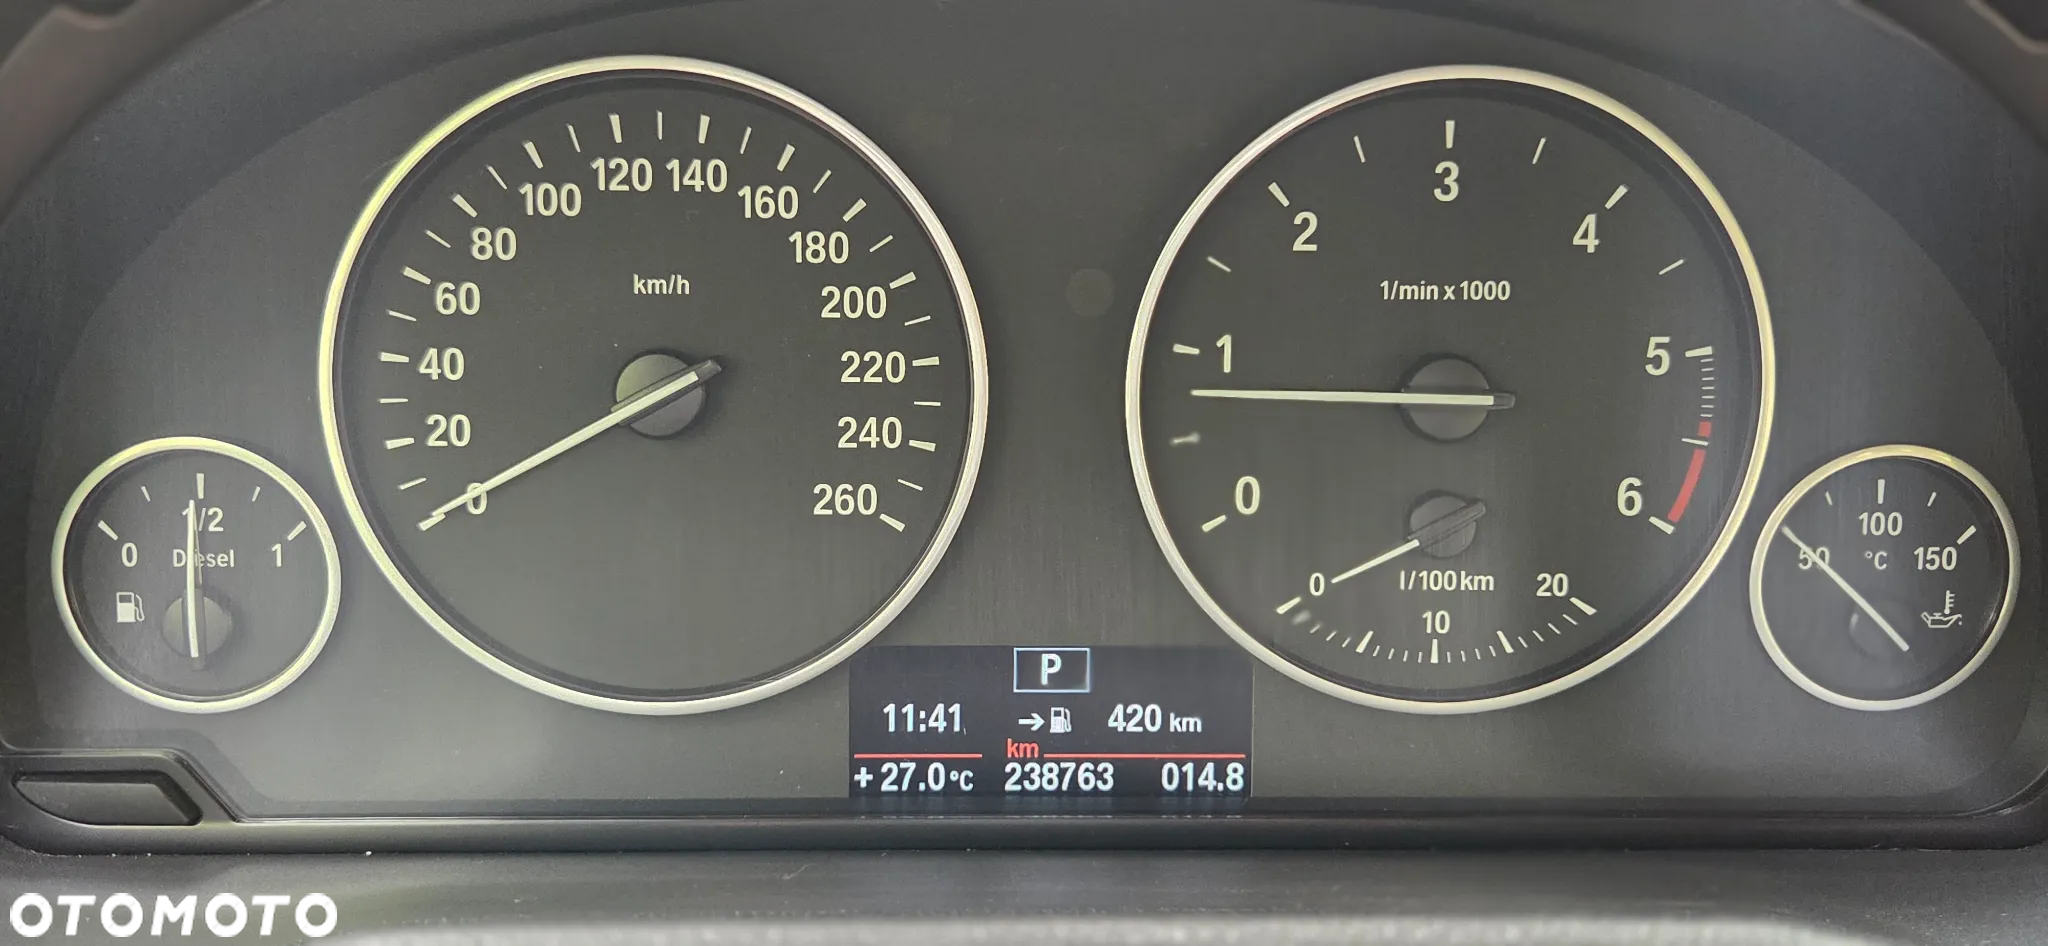 0 20 40 60 80 100 120 140 160 180 200 220 240 260
km/h
0 1 2 3 4 5 6
1/min x 1000
0 1/2 1
Diesel
0 10 20
l/100 km
50 100 150
°C
P
11:41 → 420 km
km
+ 27.0 °C 238763 014.8
OTOMOTO